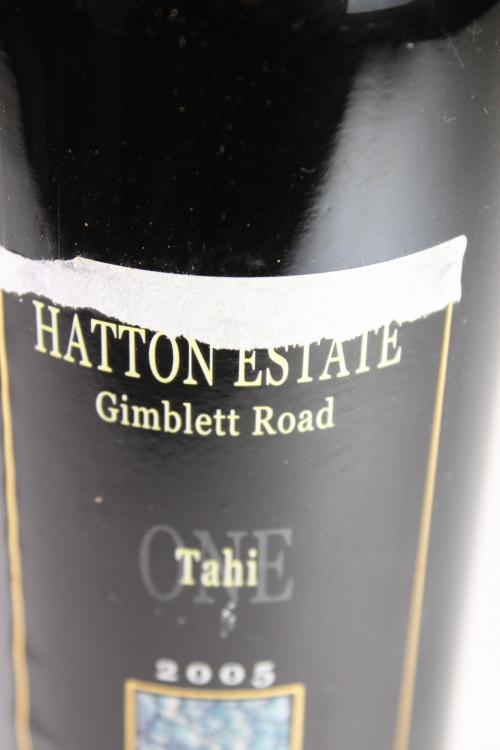 HATTON ESTATE
Gimblett Road
ONE
Tahi
2005